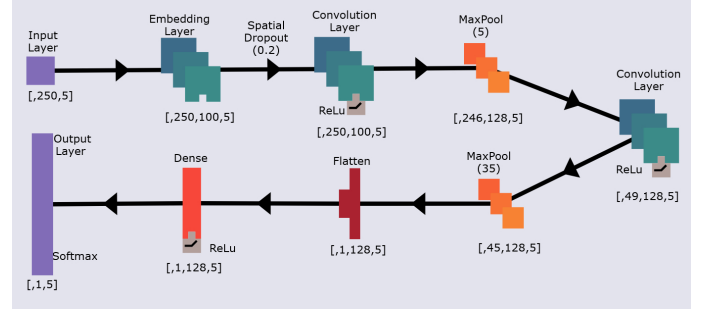 Input
Layer
[,250,5]
Embedding
Layer
[,250,100,5]
Spatial
Dropout
(0.2)
Convolution
Layer
ReLu
[,250,100,5]
MaxPool
(5)
[,246,128,5]
Convolution
Layer
ReLu
[,49,128,5]
MaxPool
(35)
[,45,128,5]
Flatten
[,1,128,5]
Dense
ReLu
[,1,128,5]
Output
Layer
Softmax
[,1,5]